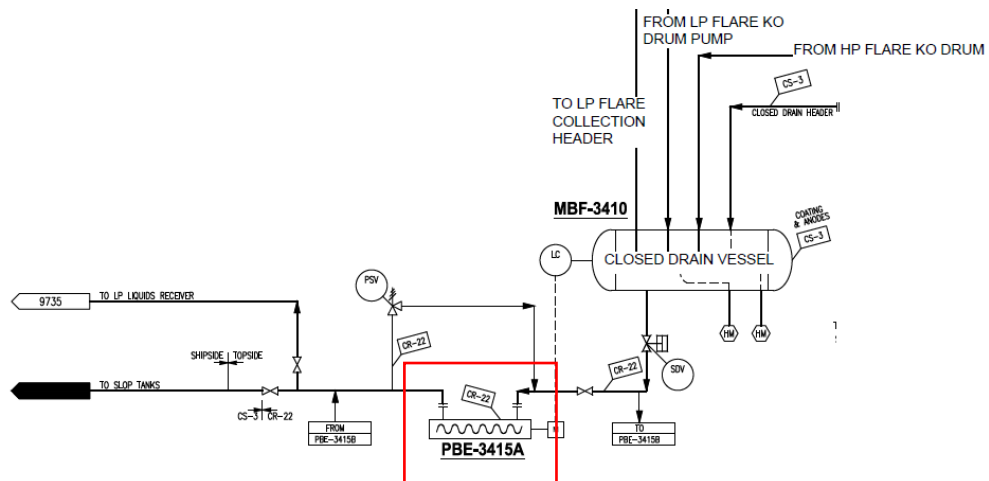 FROM LP FLARE KO
DRUM PUMP
FROM HP FLARE KO DRUM
CS-3
CLOSED DRAIN HEADER
TO LP FLARE
COLLECTION
HEADER
MBF-3410
COATING
& ANODES
CS-3
LC
CLOSED DRAIN VESSEL
PSV
9735
TO LP LIQUIDS RECEIVER
HM
HM
CR-22
SHIPSIDE
TOPSIDE
SDV
CR-22
TO SLOP TANKS
CR-22
CS-3
CR-22
FROM
PBE-3415B
M
TO
PBE-3415B
PBE-3415A